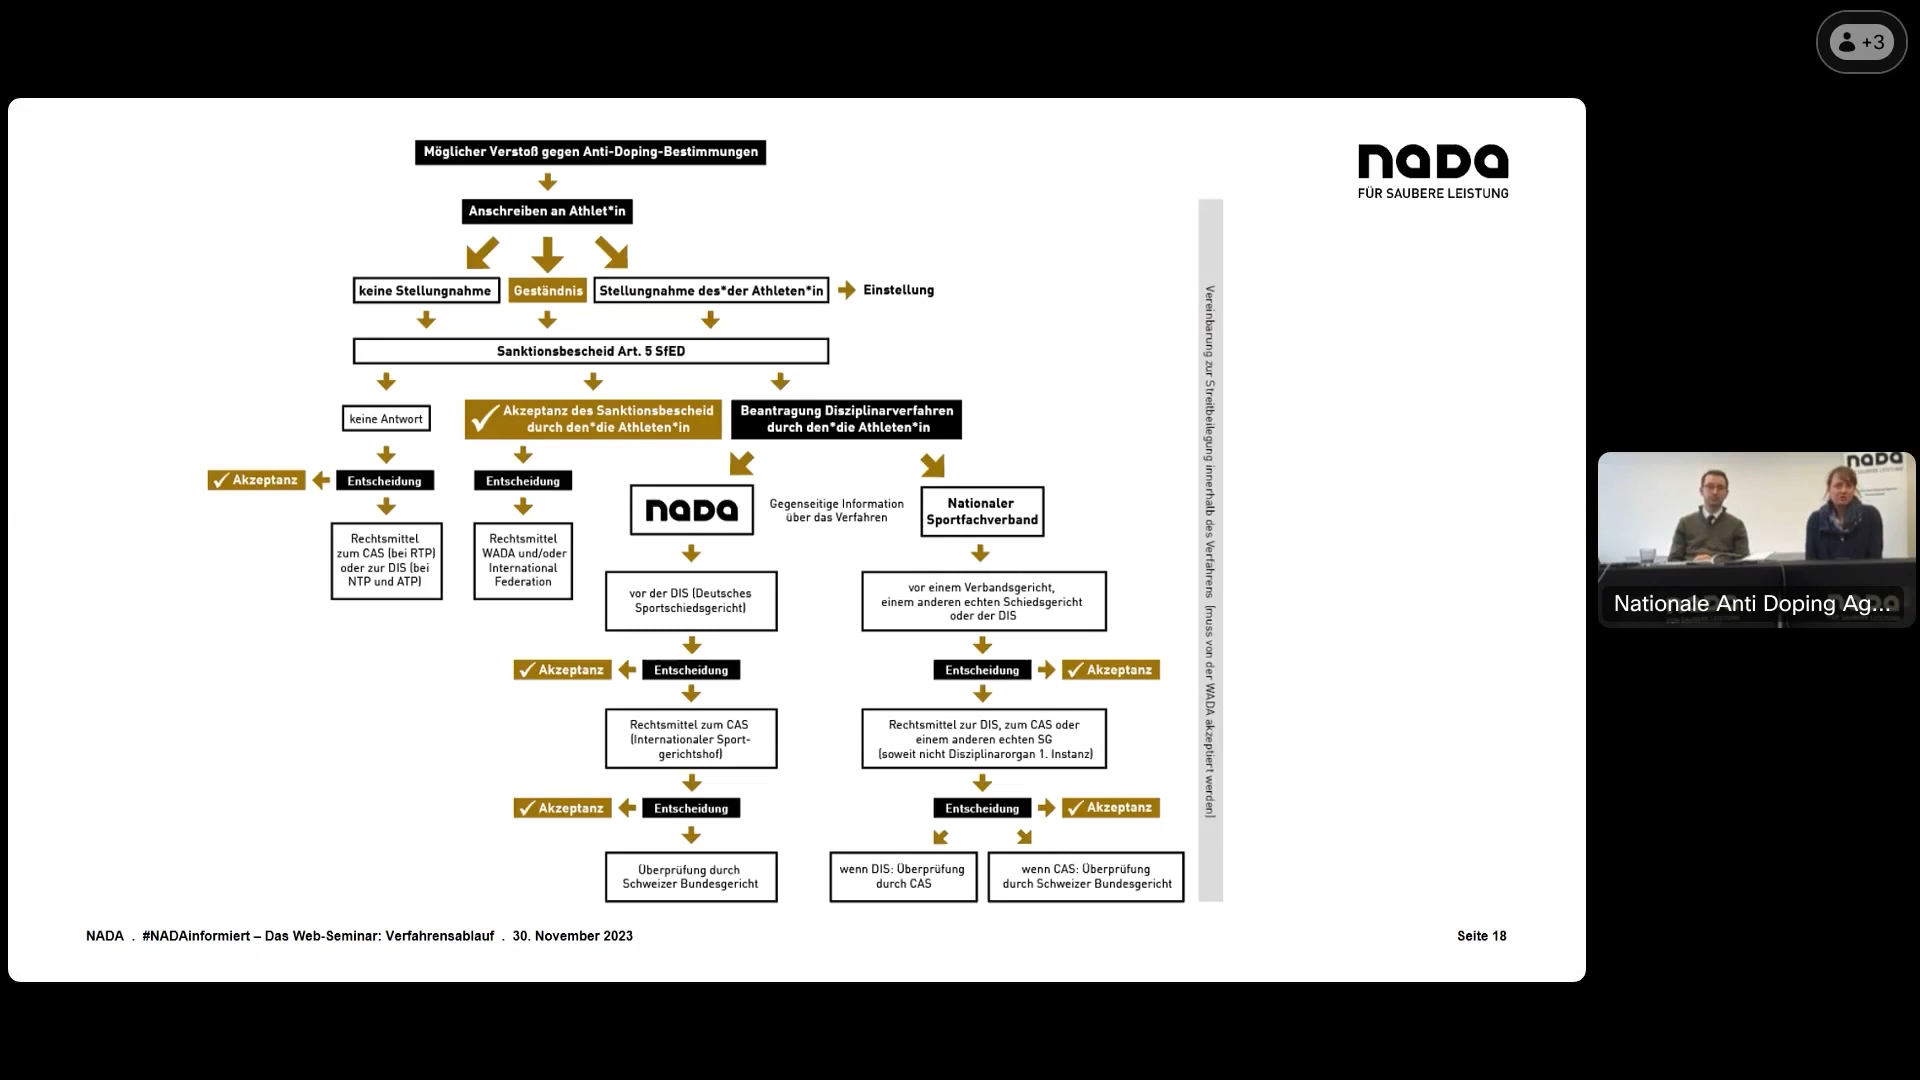 +3
Möglicher Verstoß gegen Anti-Doping-Bestimmungen
naDa
FÜR SAUBERE LEISTUNG
Anschreiben an Athlet*in
keine Stellungnahme
Geständnis
Stellungnahme des*der Athleten*in
Einstellung
Sanktionsbescheid Art. 5 SfED
keine Antwort
Akzeptanz des Sanktionsbescheid
durch den*die Athleten*in
Beantragung Disziplinarverfahren
durch den*die Athleten*in
Akzeptanz
Entscheidung
Entscheidung
Rechtsmittel
zum CAS (bei RTP)
oder zur DIS (bei
NTP und ATP)
Rechtsmittel
WADA und/oder
International
Federation
naDa
Gegenseitige Information
über das Verfahren
Nationaler
Sportfachverband
vor der DIS (Deutsches
Sportschiedsgericht)
vor einem Verbandsgericht,
einem anderen echten Schiedsgericht
oder der DIS
Akzeptanz
Entscheidung
Entscheidung
Akzeptanz
Rechtsmittel zum CAS
(Internationaler Sport-
gerichtshof)
Rechtsmittel zur DIS, zum CAS oder
einem anderen echten SG
(soweit nicht Disziplinarorgan 1. Instanz)
Akzeptanz
Entscheidung
Entscheidung
Akzeptanz
Überprüfung durch
Schweizer Bundesgericht
wenn DIS: Überprüfung
durch CAS
wenn CAS: Überprüfung
durch Schweizer Bundesgericht
Vereinbarung zur Streitbeilegung innerhalb des Verfahrens (muss von der WADA akzeptiert werden)
NADA . #NADAinformiert – Das Web-Seminar: Verfahrensablauf . 30. November 2023
Seite 18
naDa
Nationale Anti Doping Ag...